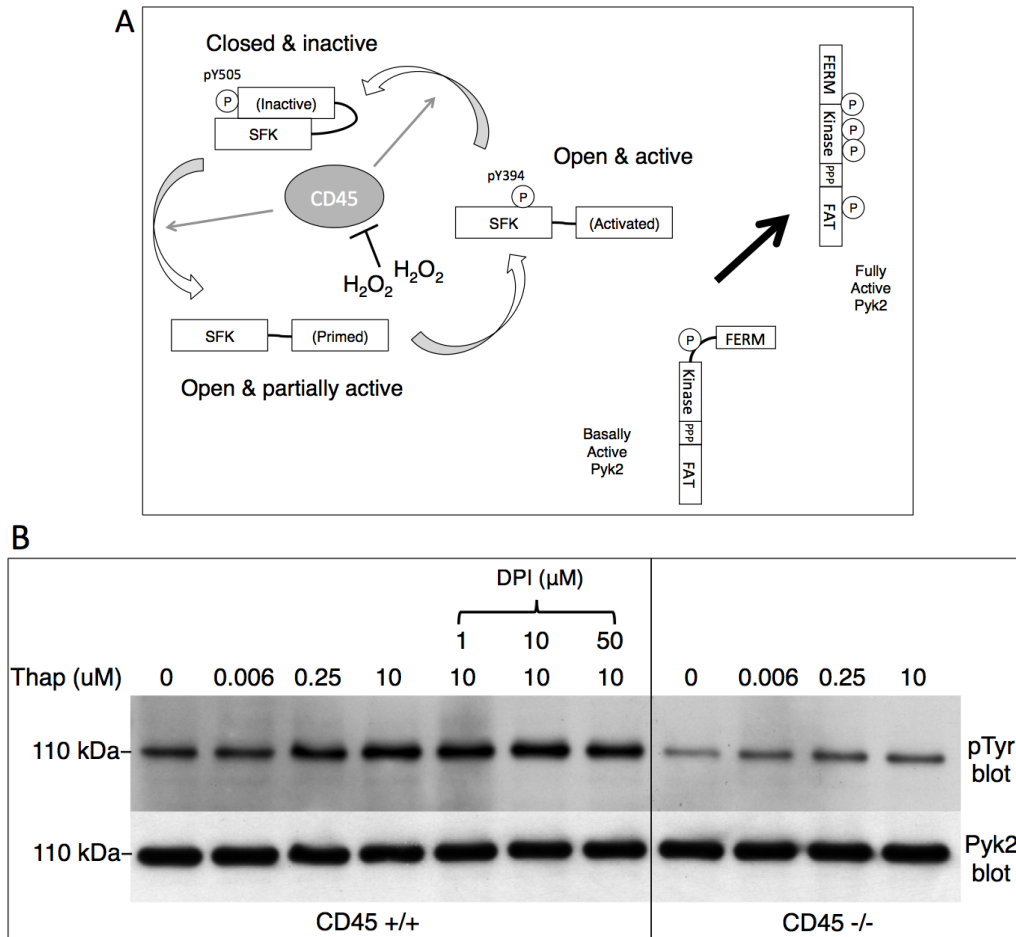 A
Closed & inactive
pY505
P
(Inactive)
SFK
CD45
H2O2
H2O2
Open & active
pY394
P
SFK
(Activated)
SFK
(Primed)
Open & partially active
FERM
Kinase
PPP
FAT
P
P
P
P
Fully
Active
Pyk2
P
FERM
Kinase
PPP
FAT
Basally
Active
Pyk2
B
DPI (µM)
1 10 50
Thap (uM) 0 0.006 0.25 10 10 10 10 0 0.006 0.25 10
110 kDa- pTyr
blot
110 kDa- Pyk2
blot
CD45 +/+ CD45 -/-